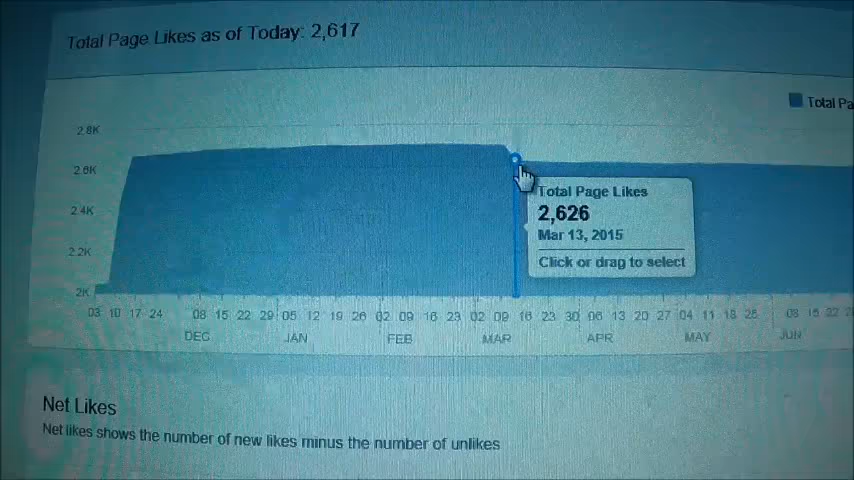 Total Page Likes as of Today: 2,617
Total Pa
2.8K
2.6K
2.4K
2.2K
2K
Total Page Likes
2,626
Mar 13, 2015
Click or drag to select
03 10 17 24 08 15 22 29 05 12 19 26 02 09 16 23 02 09 16 23 30 06 13 20 27 04 11 18 25 08 15 22
DEC JAN FEB MAR APR MAY JUN
Net Likes
Net likes shows the number of new likes minus the number of unlikes